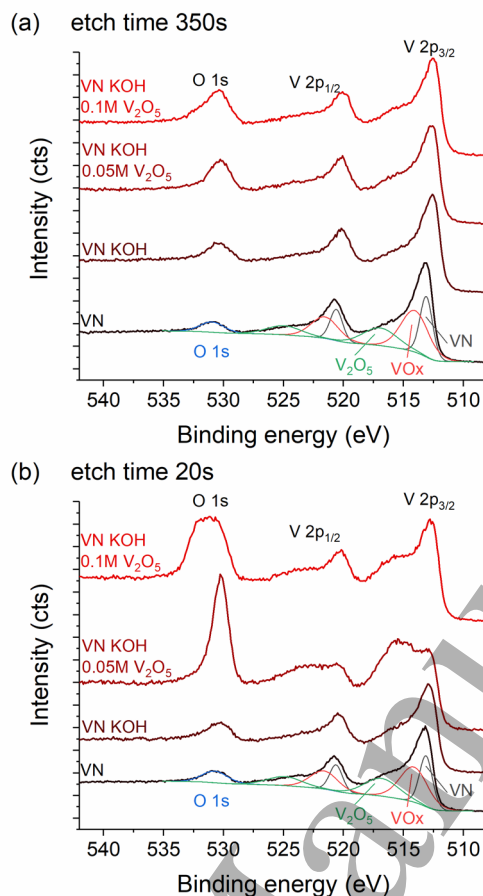 (a) etch time 350s
V 2p3/2
O 1s
V 2p1/2
VN KOH
0.1M V2O5
VN KOH
0.05M V2O5
VN KOH
VN
VN
O 1s
V2O5
VOx
Intensity (cts)
540 535 530 525 520 515 510
Binding energy (eV)
(b) etch time 20s
O 1s
V 2p3/2
V 2p1/2
VN KOH
0.1M V2O5
VN KOH
0.05M V2O5
VN KOH
VN
VN
O 1s
V2O5
VOx
Intensity (cts)
540 535 530 525 520 515 510
Binding energy (eV)